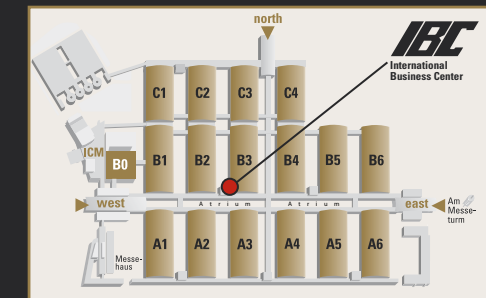 north
IBC
International
Business Center
C1 C2 C3 C4
ICM B0 B1 B2 B3 B4 B5 B6
west Atrium Atrium east Am
Messe-
turm
Messe-
haus
A1 A2 A3 A4 A5 A6